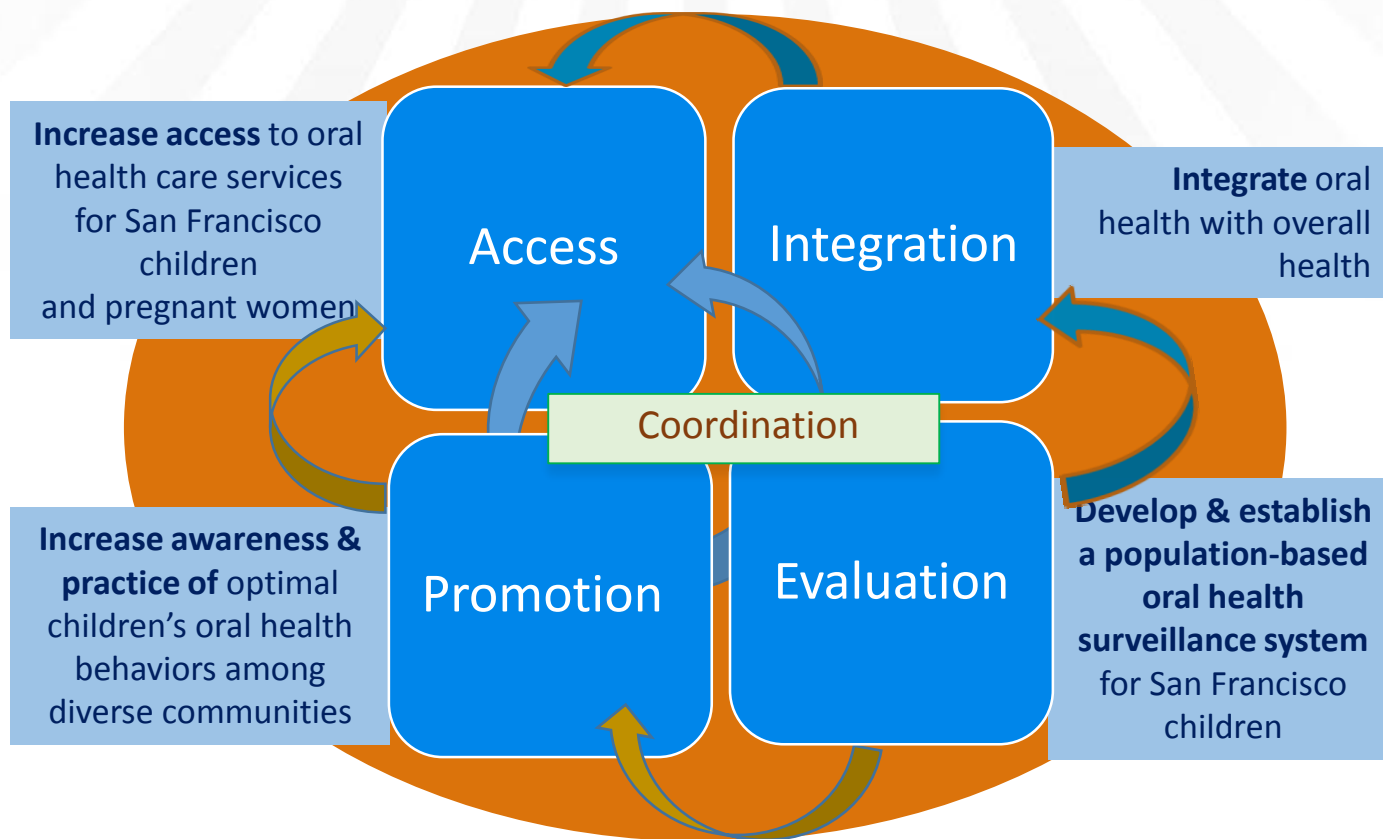 Increase access to oral
health care services
for San Francisco
children
and pregnant women
Access
Integration
Integrate oral
health with overall
health
Coordination
Increase awareness &
practice of optimal
children's oral health
behaviors among
diverse communities
Promotion
Evaluation
Develop & establish
a population-based
oral health
surveillance system
for San Francisco
children